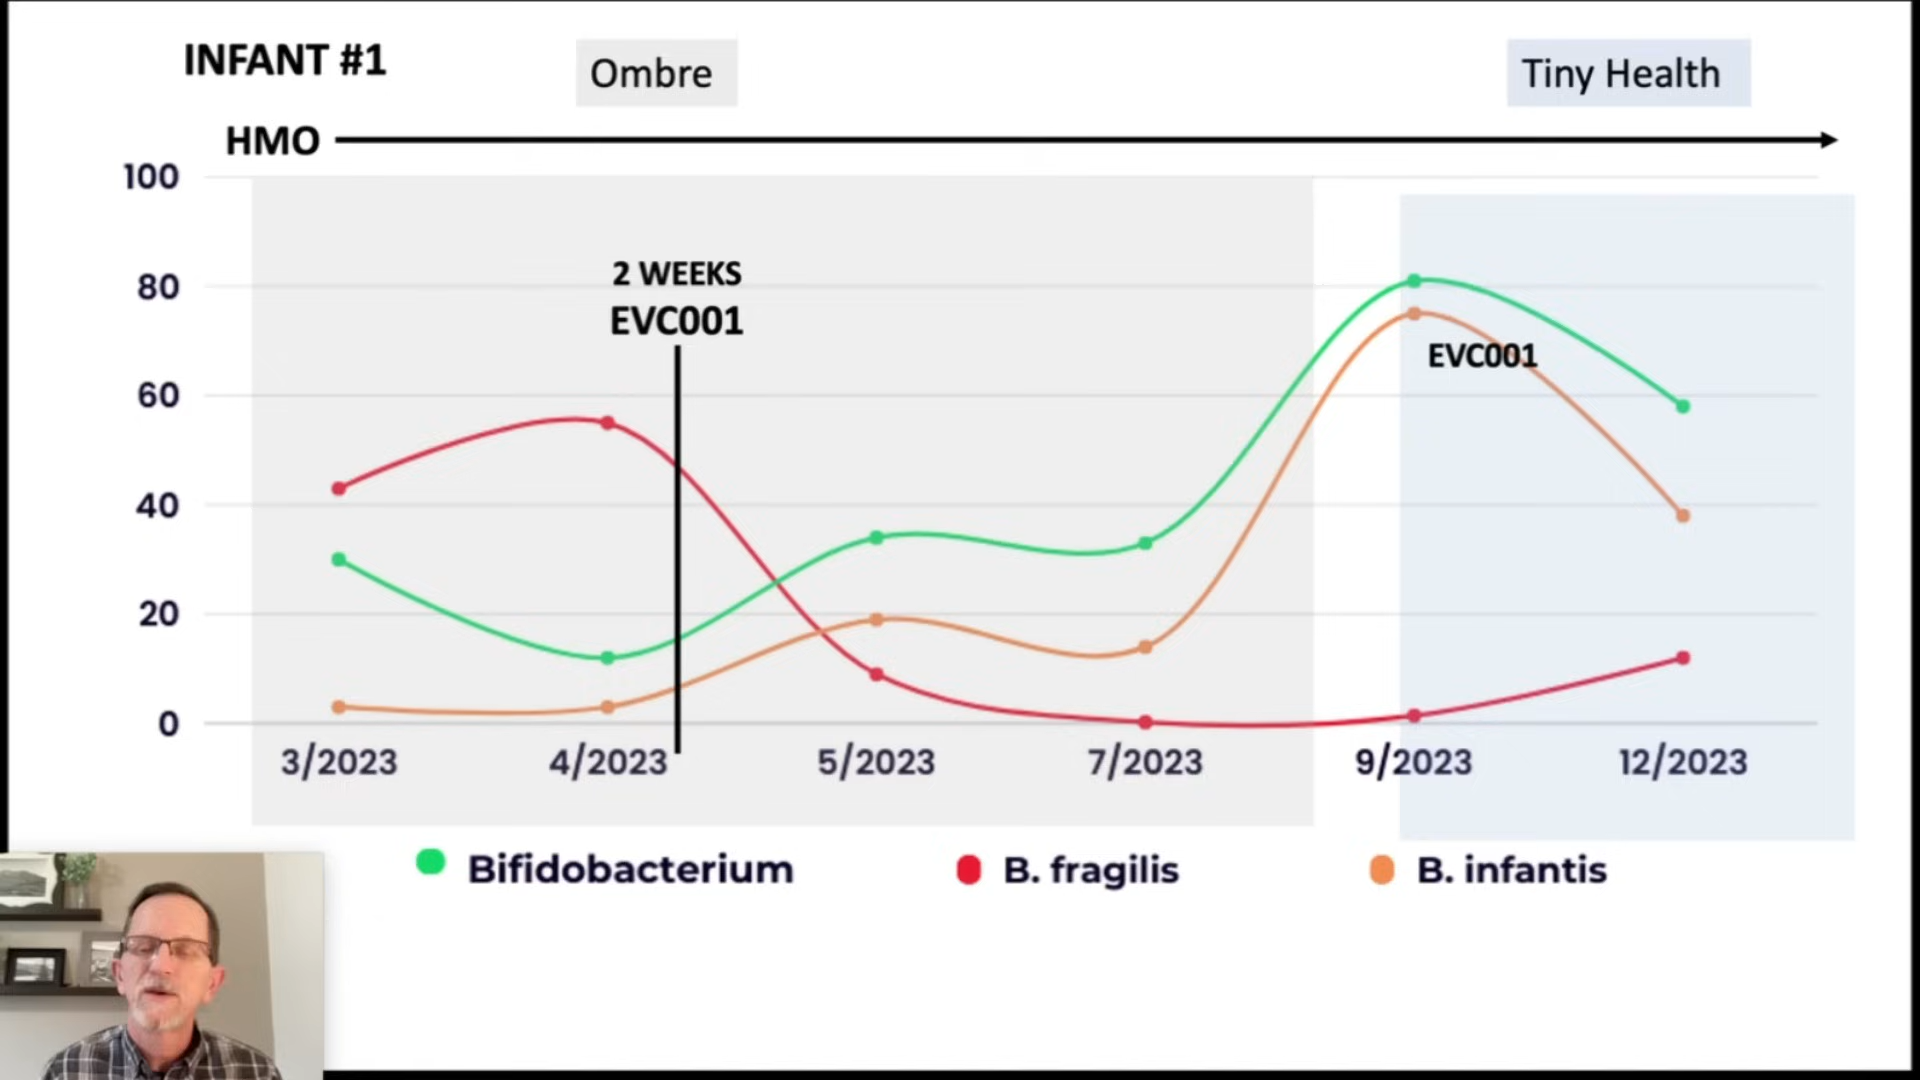 INFANT #1
Ombre
Tiny Health
HMO
100
80
60
40
20
0
2 WEEKS
EVC001
EVC001
3/2023
4/2023
5/2023
7/2023
9/2023
12/2023
Bifidobacterium
B. fragilis
B. infantis